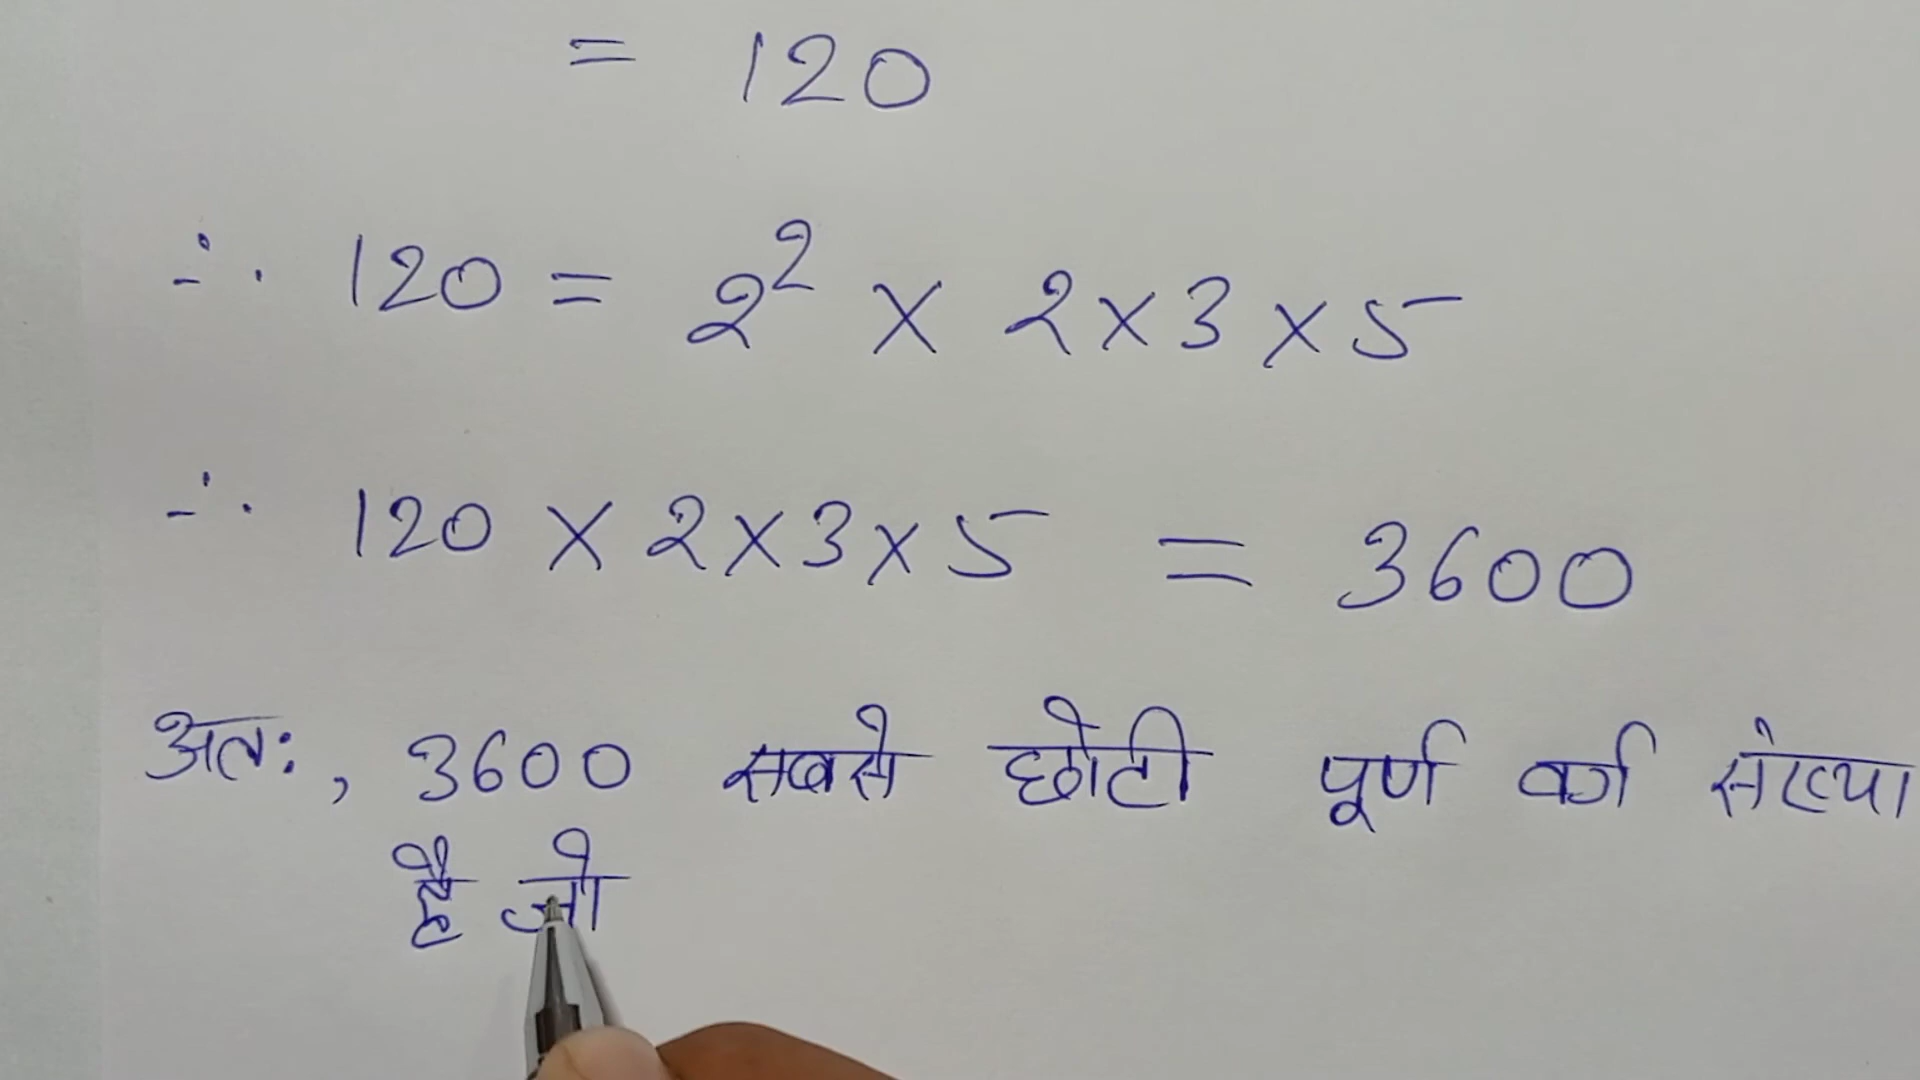 = 120
∴ 120 = 2² × 2 × 3 × 5
∴ 120 × 2 × 3 × 5 = 3600
अतः, 3600 सबसे छोटी पूर्ण वर्ग संख्या
है जो